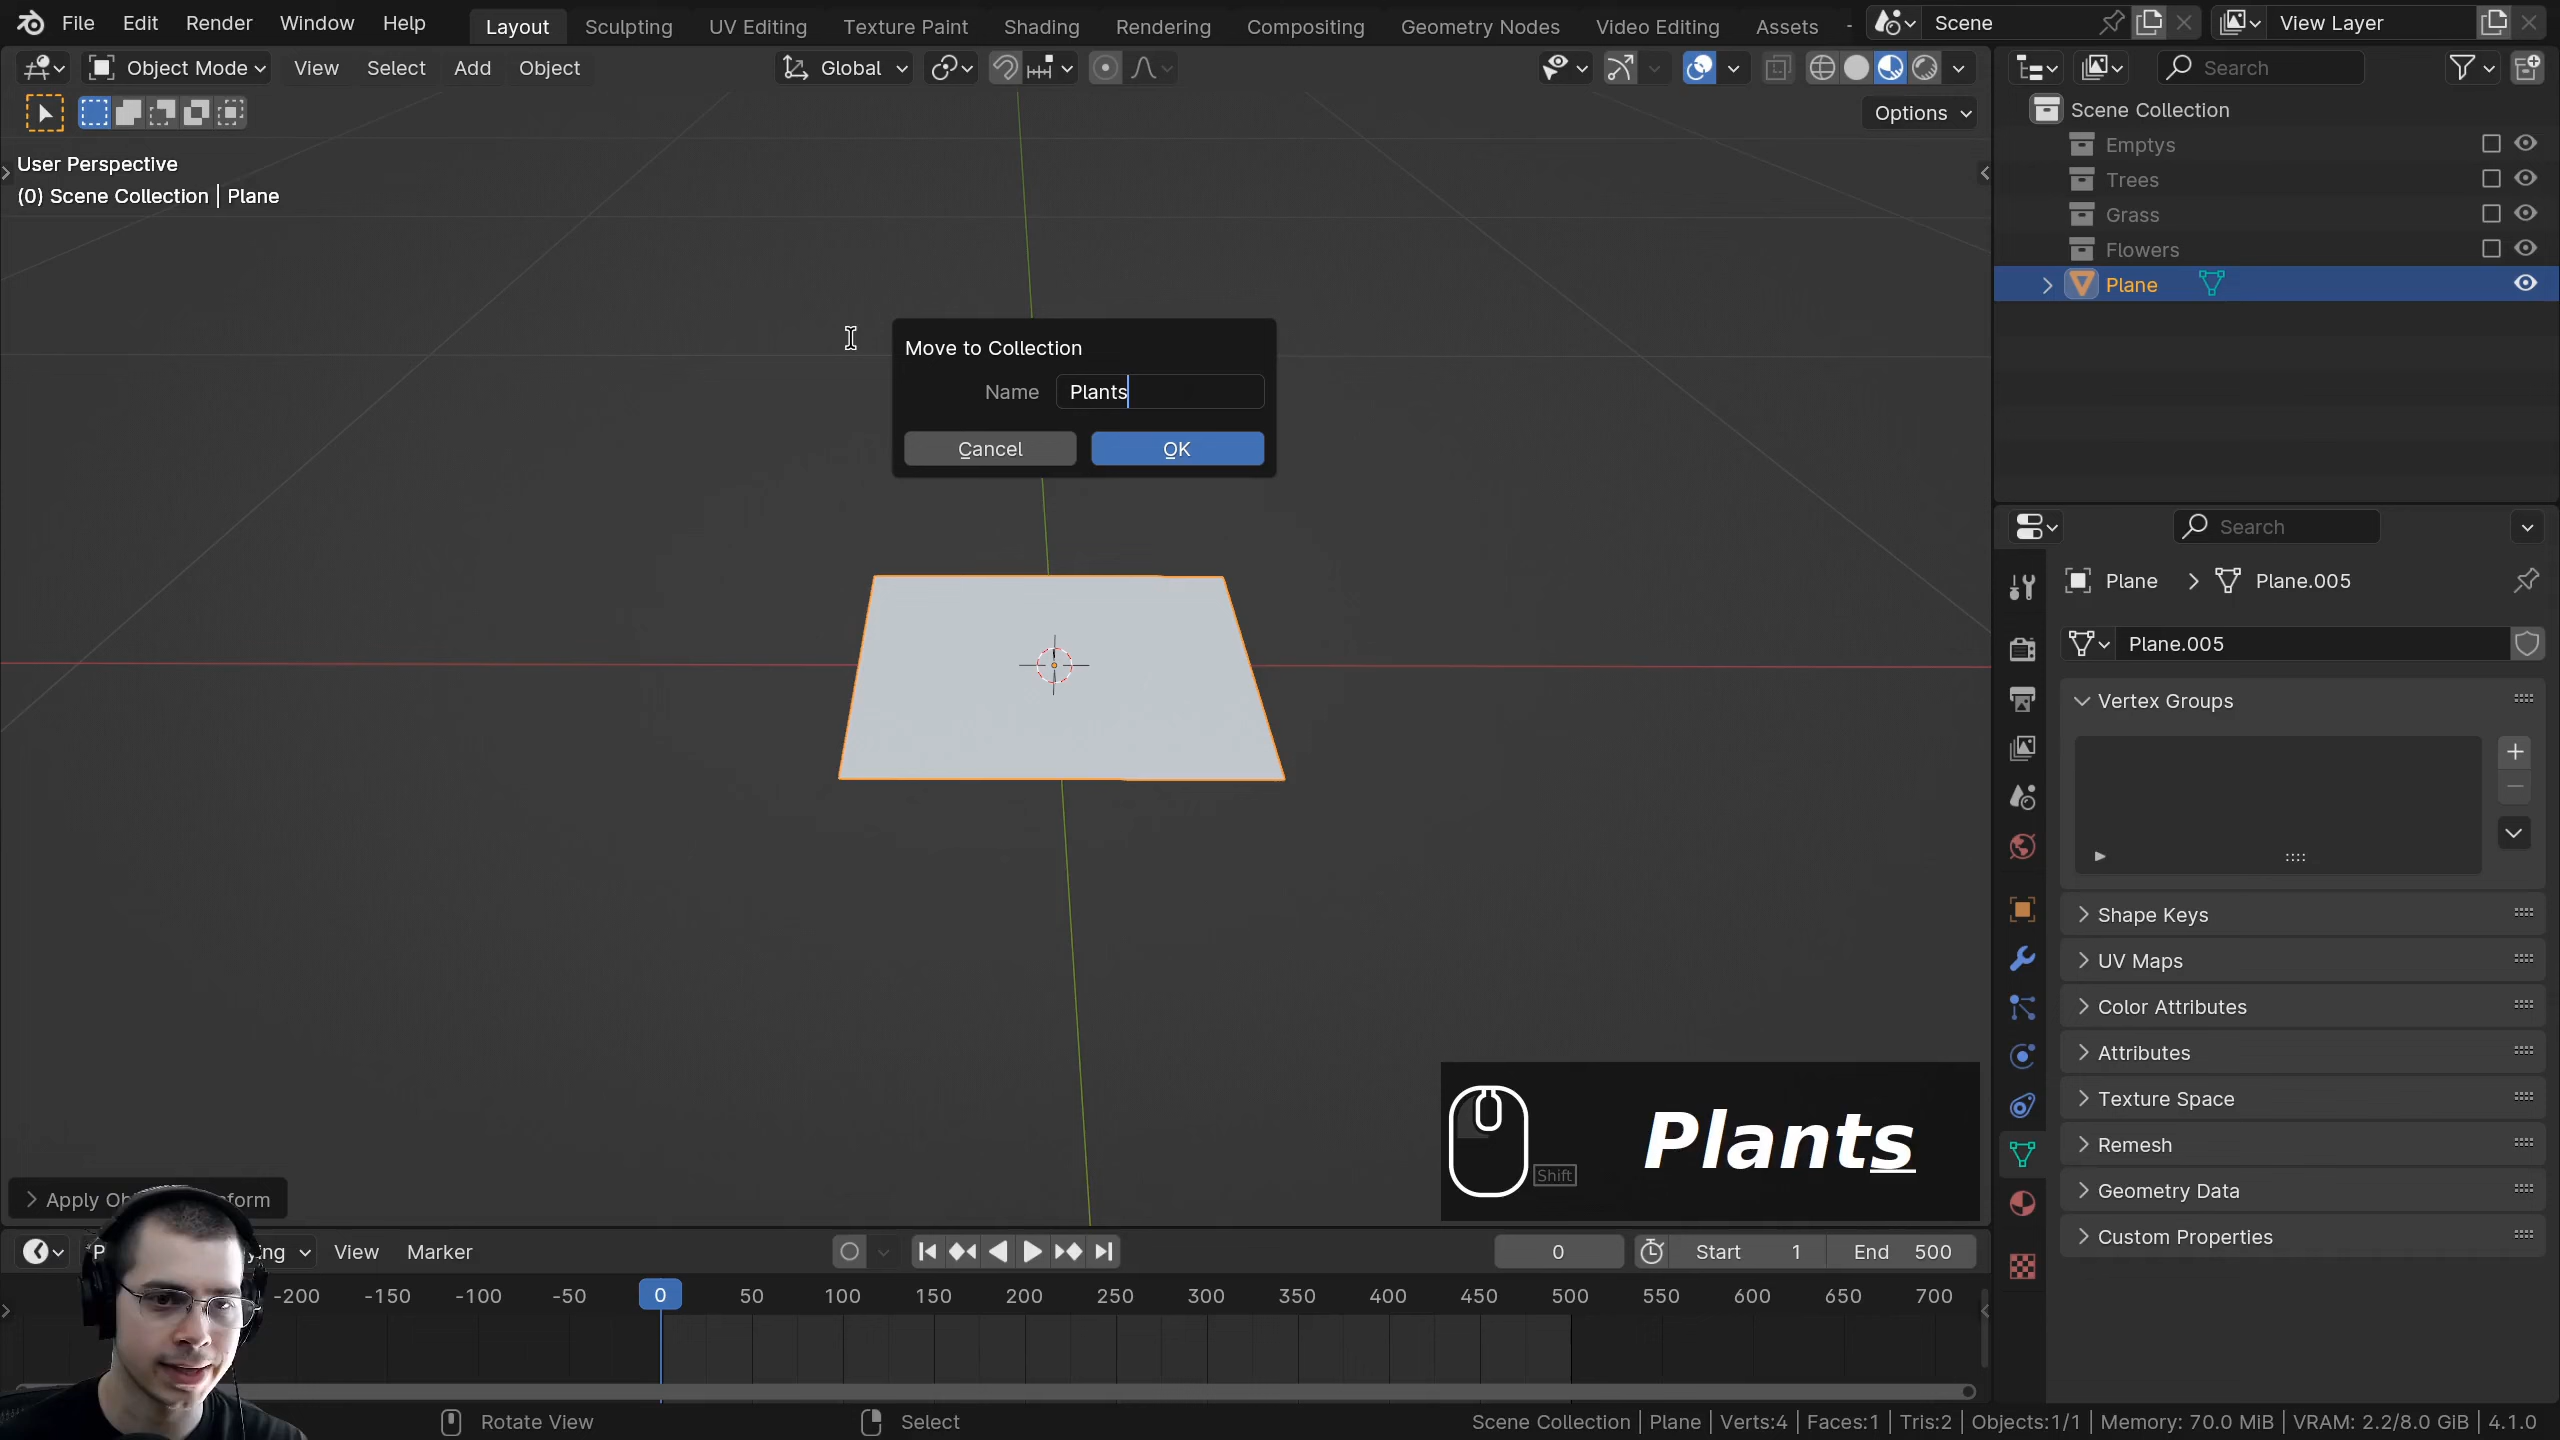 File Edit Render Window Help Layout Sculpting UV Editing Texture Paint Shading Rendering Compositing Geometry Nodes Video Editing Assets Scene View Layer
Object Mode View Select Add Object Global Search
Options
User Perspective
(0) Scene Collection | Plane
Scene Collection
Emptys
Trees
Grass
Flowers
Plane
Move to Collection
Name Plants
Cancel OK
Search
Plane > Plane.005
Plane.005
Vertex Groups
Shape Keys
UV Maps
Color Attributes
Attributes
Texture Space
Remesh
Geometry Data
Custom Properties
Shift Plants
Apply
View Marker 0 Start 1 End 500
-200 -150 -100 -50 0 50 100 150 200 250 300 350 400 450 500 550 600 650 700
Rotate View Select Scene Collection | Plane | Verts:4 | Faces:1 | Tris:2 | Objects:1/1 | Memory: 70.0 MiB | VRAM: 2.2/8.0 GiB | 4.1.0